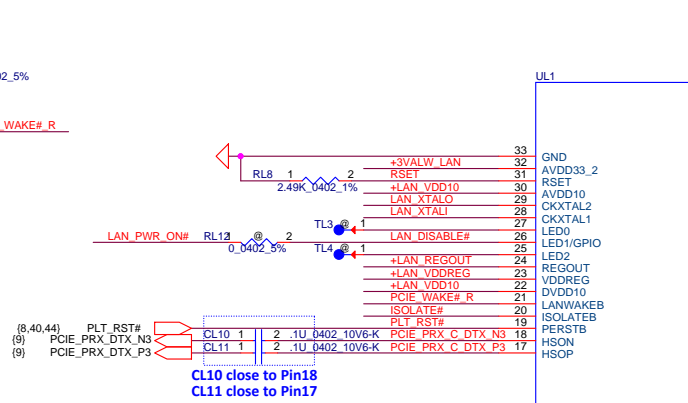 02_5%
UL1
_WAKE#_R
33 GND
+3VALW_LAN 32 AVDD33_2
RL8 1 2 RSET 31 RSET
2.49K_0402_1% +LAN_VDD10 30 AVDD10
LAN_XTALO 29 CKXTAL2
LAN_XTALI 28 CKXTAL1
TL3 @ 1 27 LED0
LAN_PWR_ON# RL12 1 @ 2 LAN_DISABLE# 26 LED1/GPIO
0_0402_5% TL4 @ 1 25 LED2
+LAN_REGOUT 24 REGOUT
+LAN_VDDREG 23 VDDREG
+LAN_VDD10 22 DVDD10
PCIE_WAKE#_R 21 LANWAKEB
ISOLATE# 20 ISOLATEB
{8,40,44} PLT_RST# PLT_RST# 19 PERSTB
{9} PCIE_PRX_DTX_N3 CL10 1 2 .1U_0402_10V6-K PCIE_PRX_C_DTX_N3 18 HSON
{9} PCIE_PRX_DTX_P3 CL11 1 2 .1U_0402_10V6-K PCIE_PRX_C_DTX_P3 17 HSOP
CL10 close to Pin18
CL11 close to Pin17